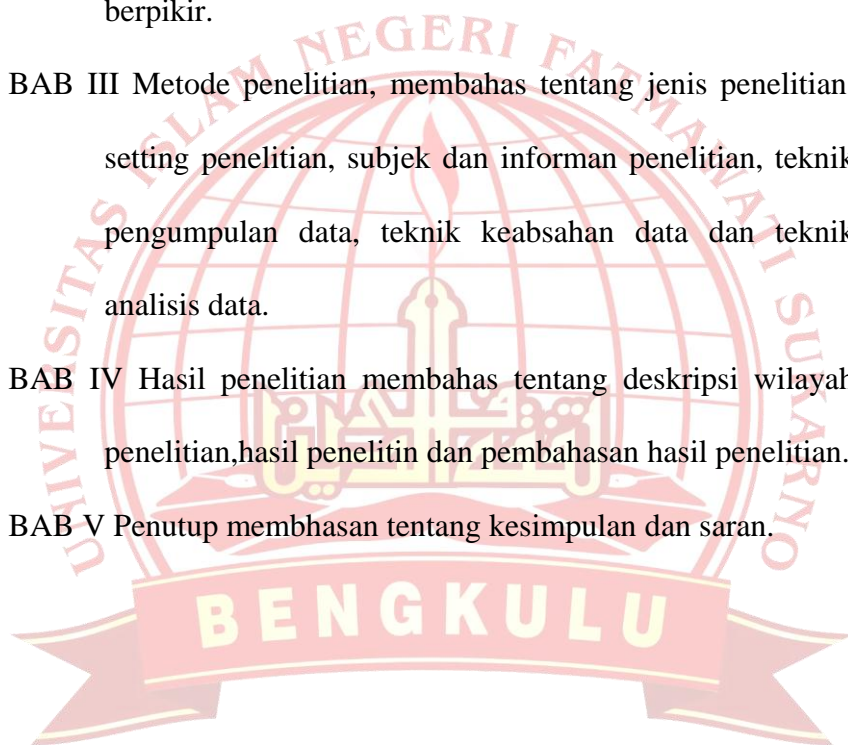 berpikir.
BAB III Metode penelitian, membahas tentang jenis penelitian
setting penelitian, subjek dan informan penelitian, teknik
pengumpulan data, teknik keabsahan data dan teknik
analisis data.
BAB IV Hasil penelitian membahas tentang deskripsi wilayah
penelitian,hasil penelitin dan pembahasan hasil penelitian.
BAB V Penutup membhasan tentang kesimpulan dan saran.
UNIVERSITAS ISLAM NEGERI FATMAWATI SUKARNO
BENGKULU